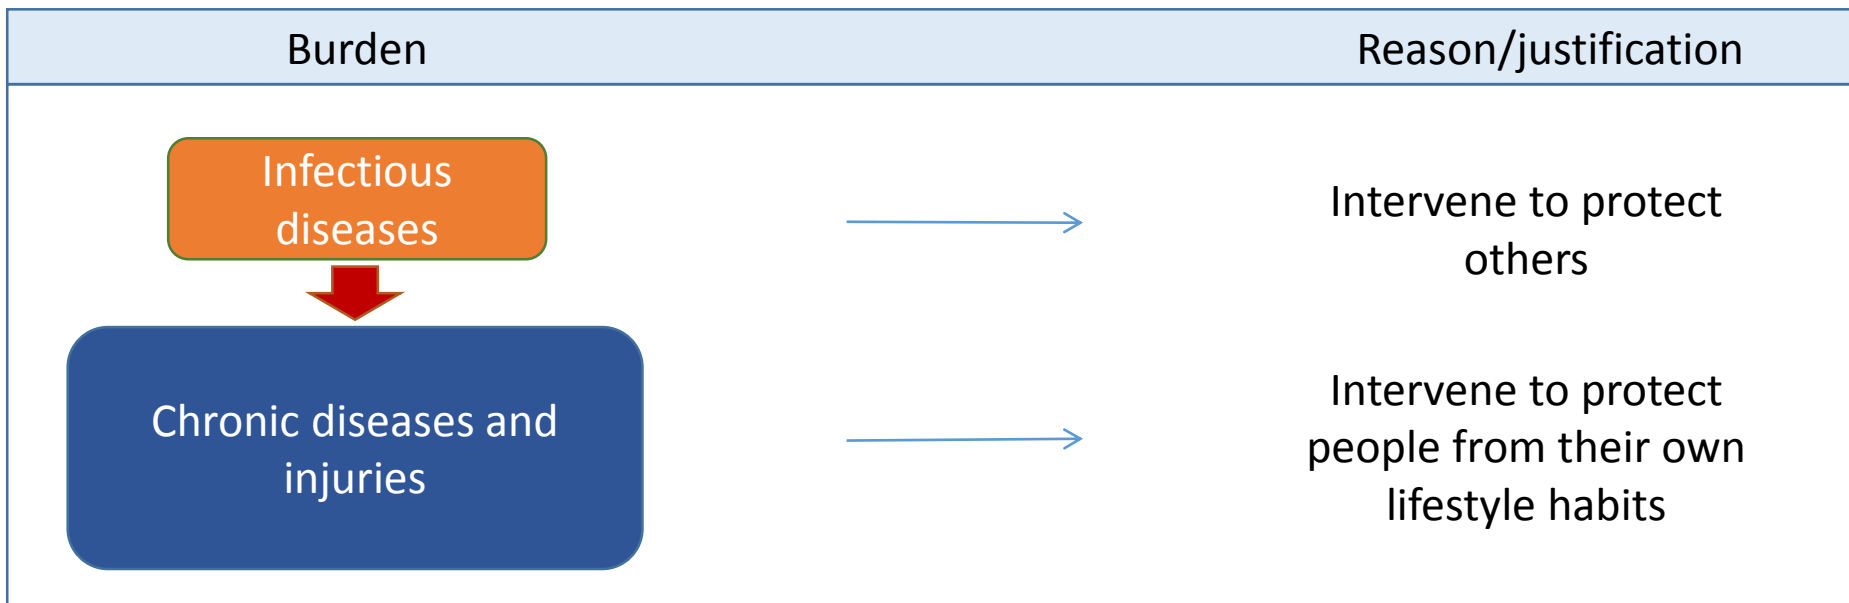 Burden
Reason/justification
Infectious
diseases
Intervene to protect
others
Chronic diseases and
injuries
Intervene to protect
people from their own
lifestyle habits